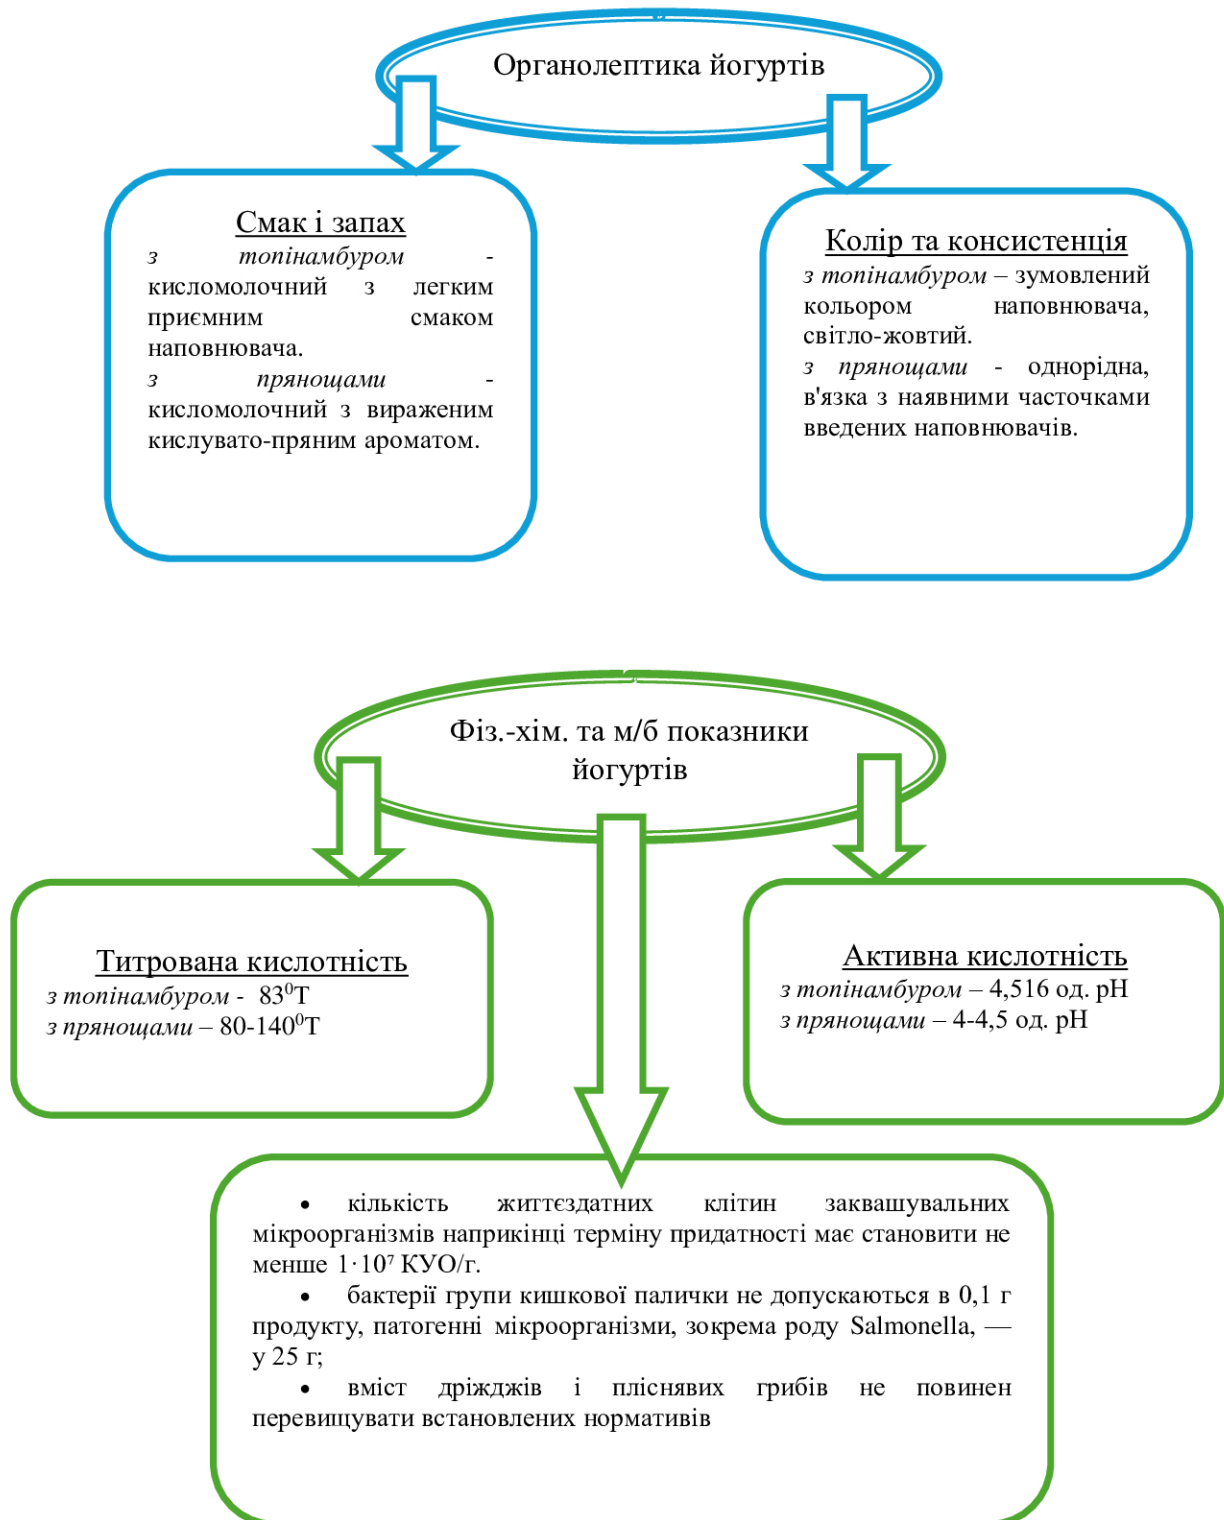 Органолептика йогуртів
Смак і запах
з топінамбуром -
кисломолочний з легким
приємним смаком
наповнювача.
з прянощами -
кисломолочний з вираженим
кислувато-пряним ароматом.
Колір та консистенція
з топінамбуром – зумовлений
кольором наповнювача,
світло-жовтий.
з прянощами - однорідна,
в'язка з наявними часточками
введених наповнювачів.
Фіз.-хім. та м/б показники
йогуртів
Титрована кислотність
з топінамбуром - 83⁰Т
з прянощами – 80-140⁰Т
Активна кислотність
з топінамбуром – 4,516 од. рН
з прянощами – 4-4,5 од. рН
• кількість життєздатних клітин заквашувальних
мікроорганізмів наприкінці терміну придатності має становити не
менше 1·10⁷ КУО/г.
• бактерії групи кишкової палички не допускаються в 0,1 г
продукту, патогенні мікроорганізми, зокрема роду Salmonella, —
у 25 г;
• вміст дріжджів і пліснявих грибів не повинен
перевищувати встановлених нормативів